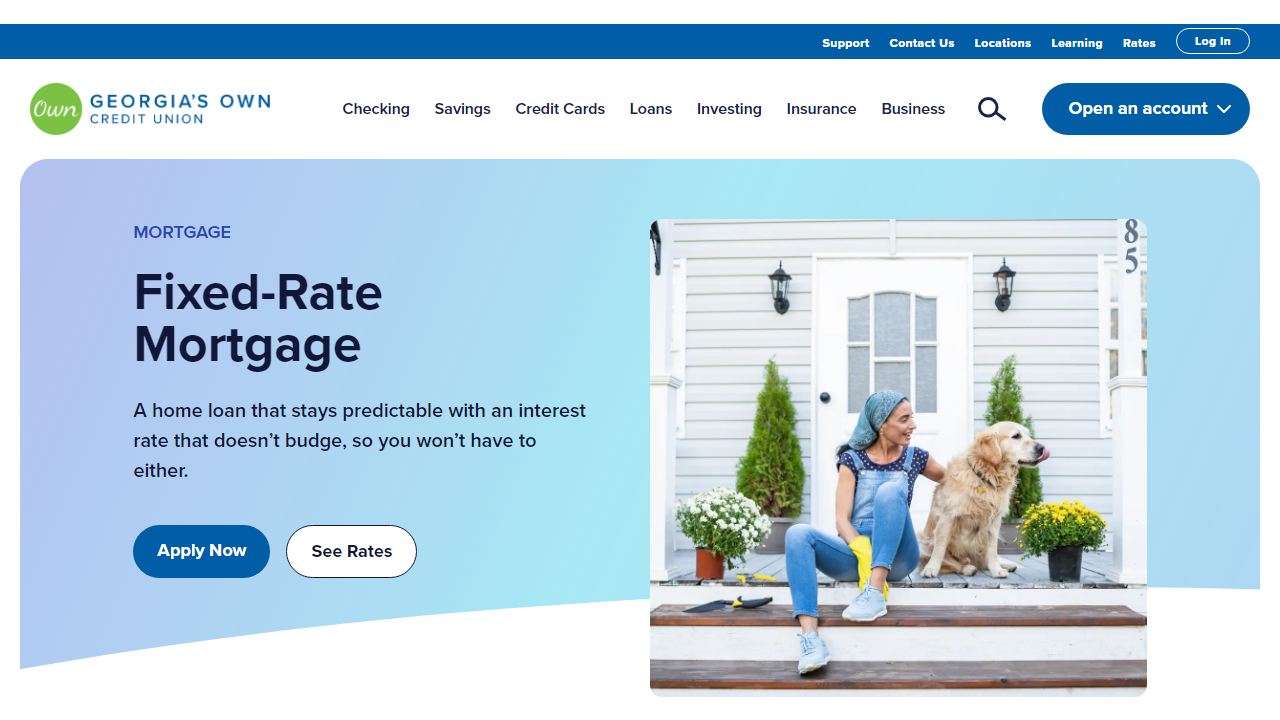 Support Contact Us Locations Learning Rates Log In
Own GEORGIA'S OWN
CREDIT UNION
Checking Savings Credit Cards Loans Investing Insurance Business Open an account
MORTGAGE
Fixed-Rate
Mortgage
A home loan that stays predictable with an interest
rate that doesn’t budge, so you won’t have to
either.
Apply Now See Rates
8
5